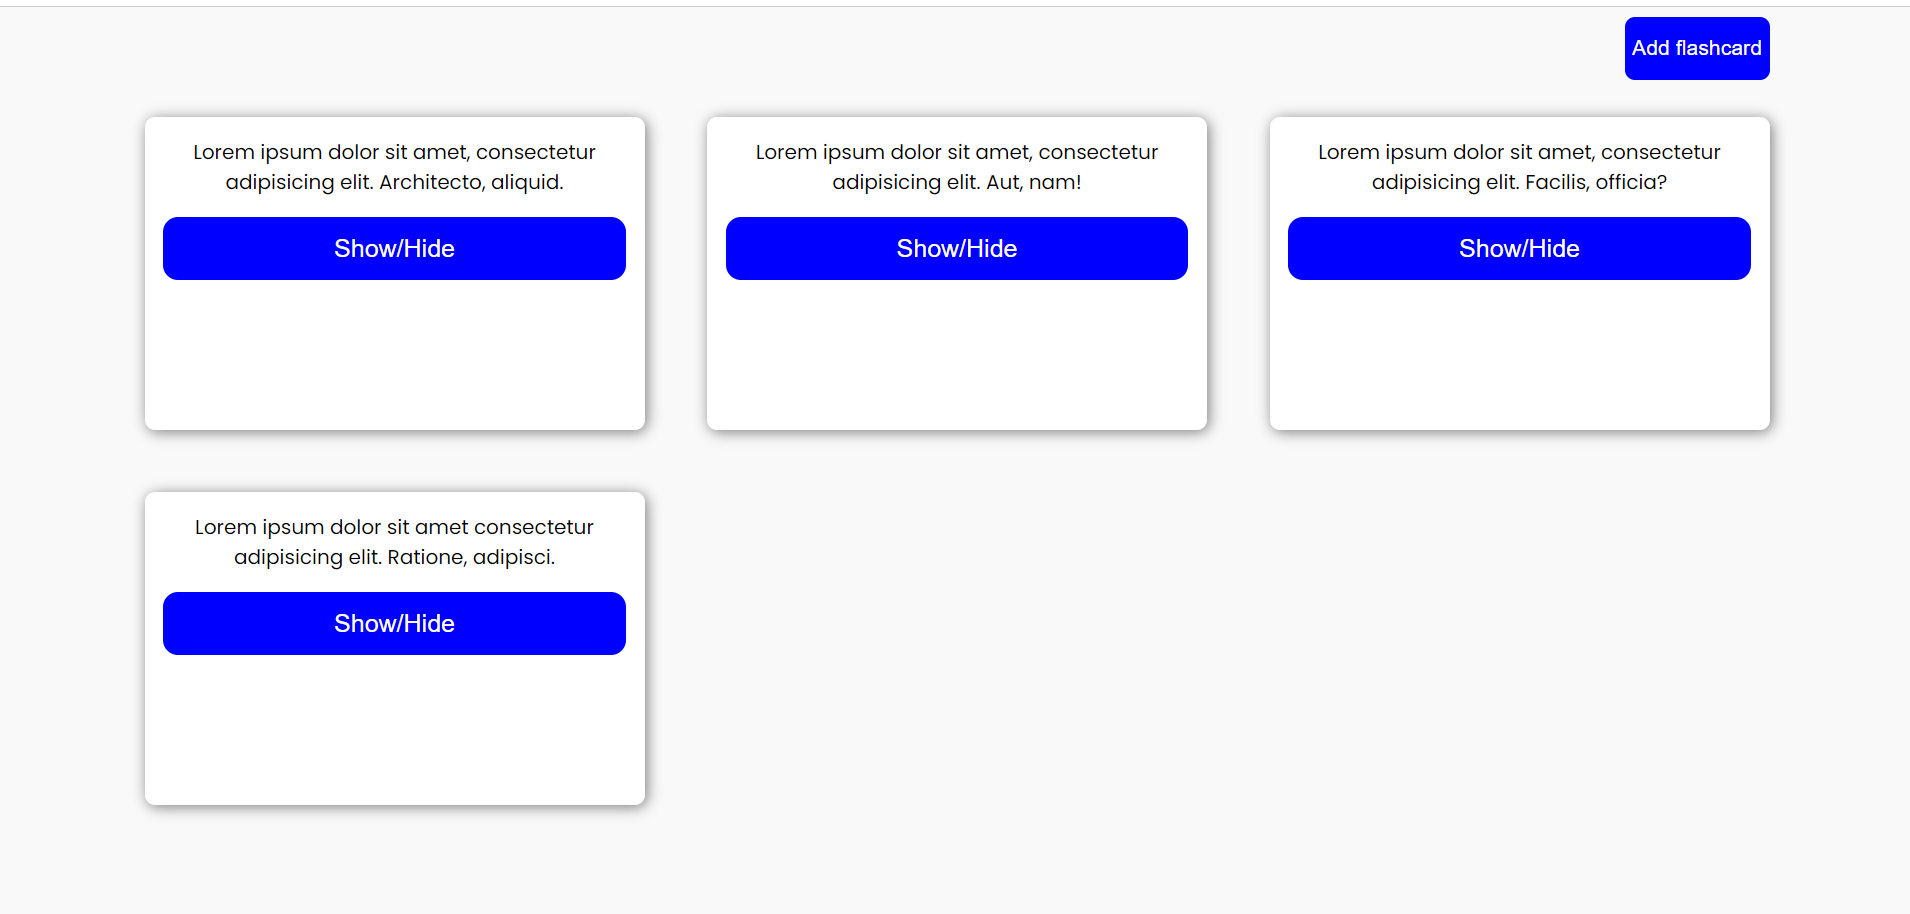 Add flashcard
Lorem ipsum dolor sit amet, consectetur
adipisicing elit. Architecto, aliquid.
Show/Hide
Lorem ipsum dolor sit amet, consectetur
adipisicing elit. Aut, nam!
Show/Hide
Lorem ipsum dolor sit amet, consectetur
adipisicing elit. Facilis, officia?
Show/Hide
Lorem ipsum dolor sit amet consectetur
adipisicing elit. Ratione, adipisci.
Show/Hide